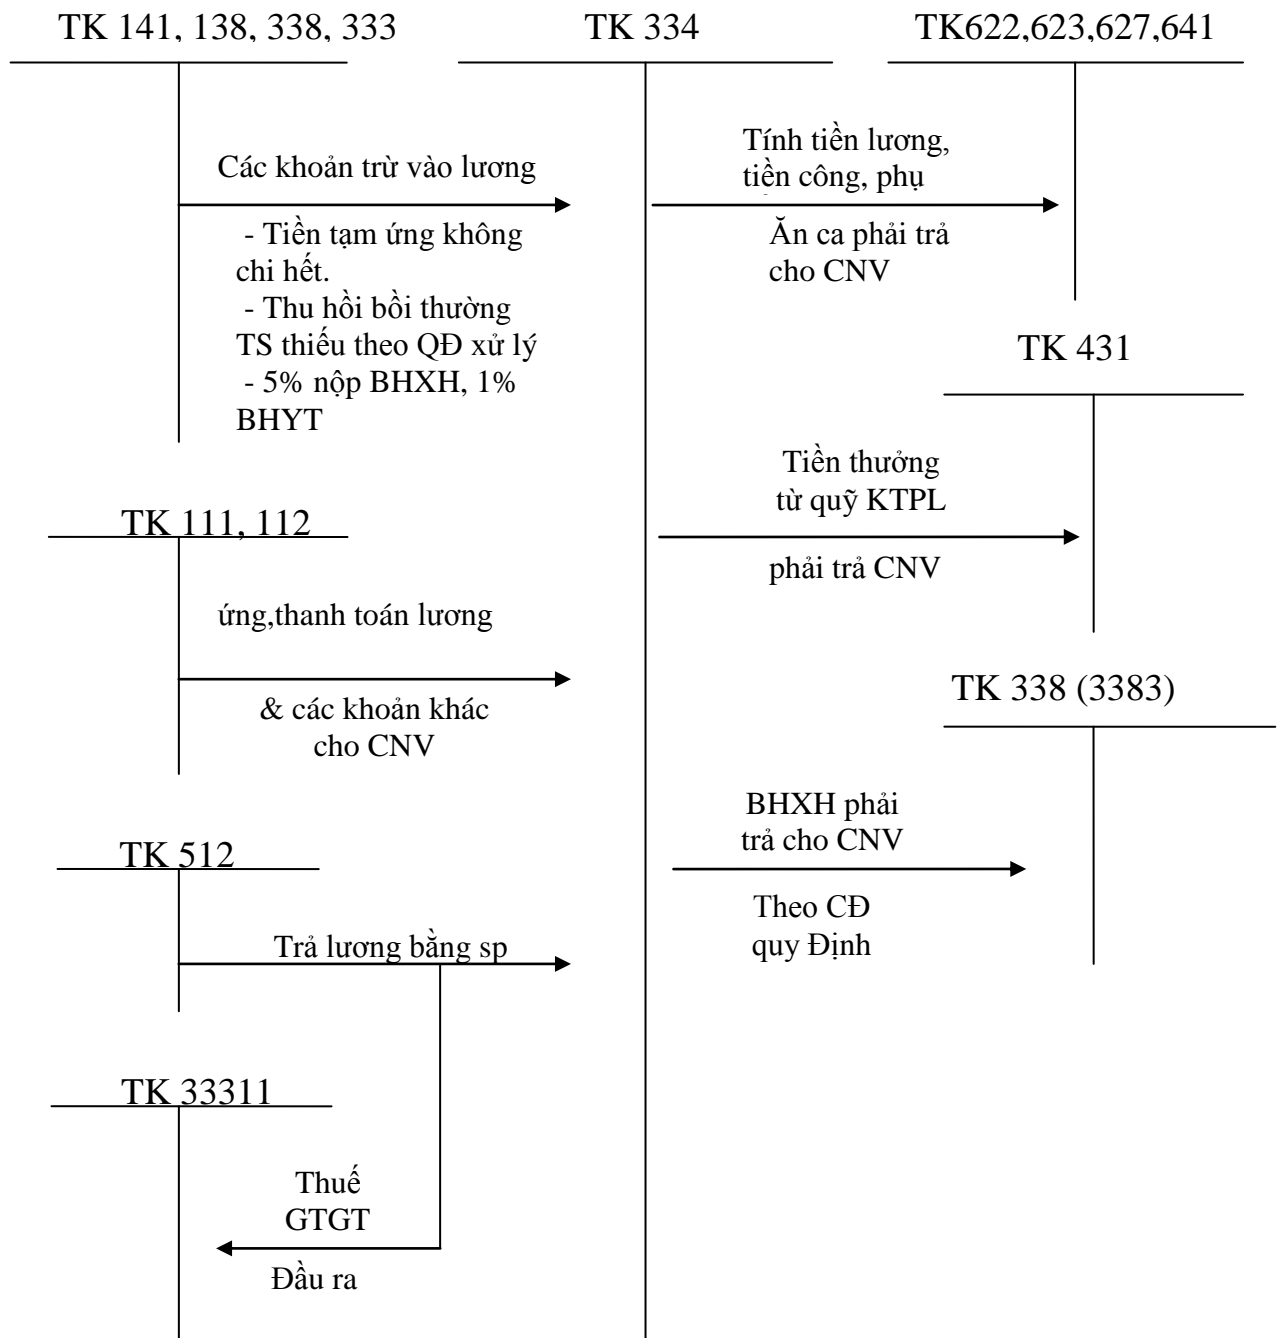 TK 141, 138, 338, 333
TK 334
TK622,623,627,641
Các khoản trừ vào lương
- Tiền tạm ứng không
chi hết.
- Thu hồi bồi thường
TS thiếu theo QĐ xử lý
- 5% nộp BHXH, 1%
BHYT
Tính tiền lương,
tiền công, phụ
Ăn ca phải trả
cho CNV
TK 431
Tiền thưởng
từ quỹ KTPL
phải trả CNV
TK 111, 112
ứng,thanh toán lương
& các khoản khác
cho CNV
TK 338 (3383)
BHXH phải
trả cho CNV
Theo CĐ
quy Định
TK 512
Trả lương bằng sp
TK 33311
Thuế
GTGT
Đầu ra